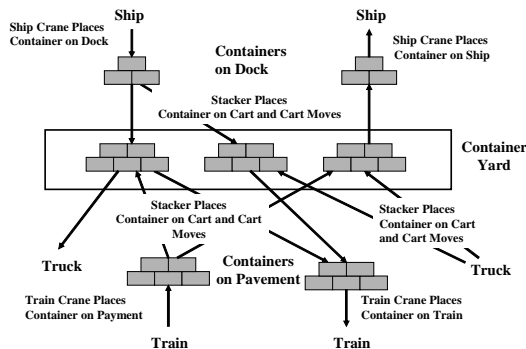 Ship
Ship
Ship Crane Places
Container on Dock
Containers
on Dock
Ship Crane Places
Container on Ship
Stacker Places
Container on Cart and Cart Moves
Container
Yard
Stacker Places
Container on Cart and Cart
Moves
Stacker Places
Container on Cart
and Cart Moves
Truck
Containers
on Pavement
Truck
Train Crane Places
Container on Payment
Train Crane Places
Container on Train
Train
Train